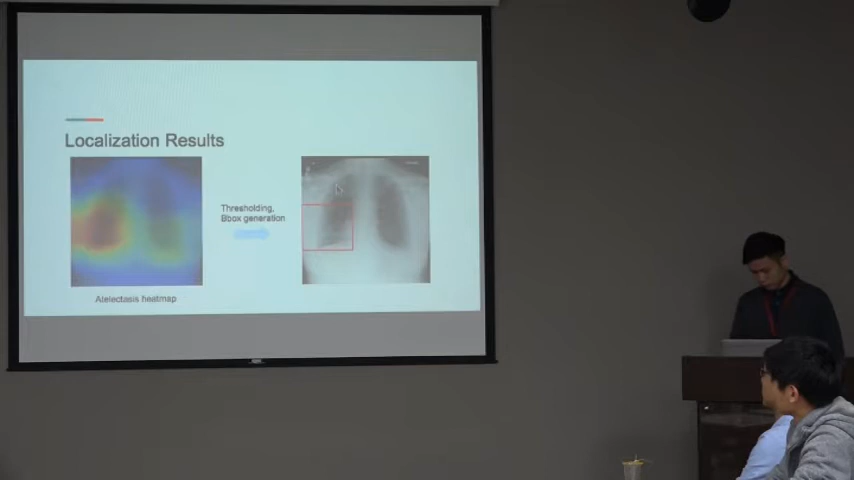 Localization Results
Thresholding,
Bbox generation
Atelectasis heatmap